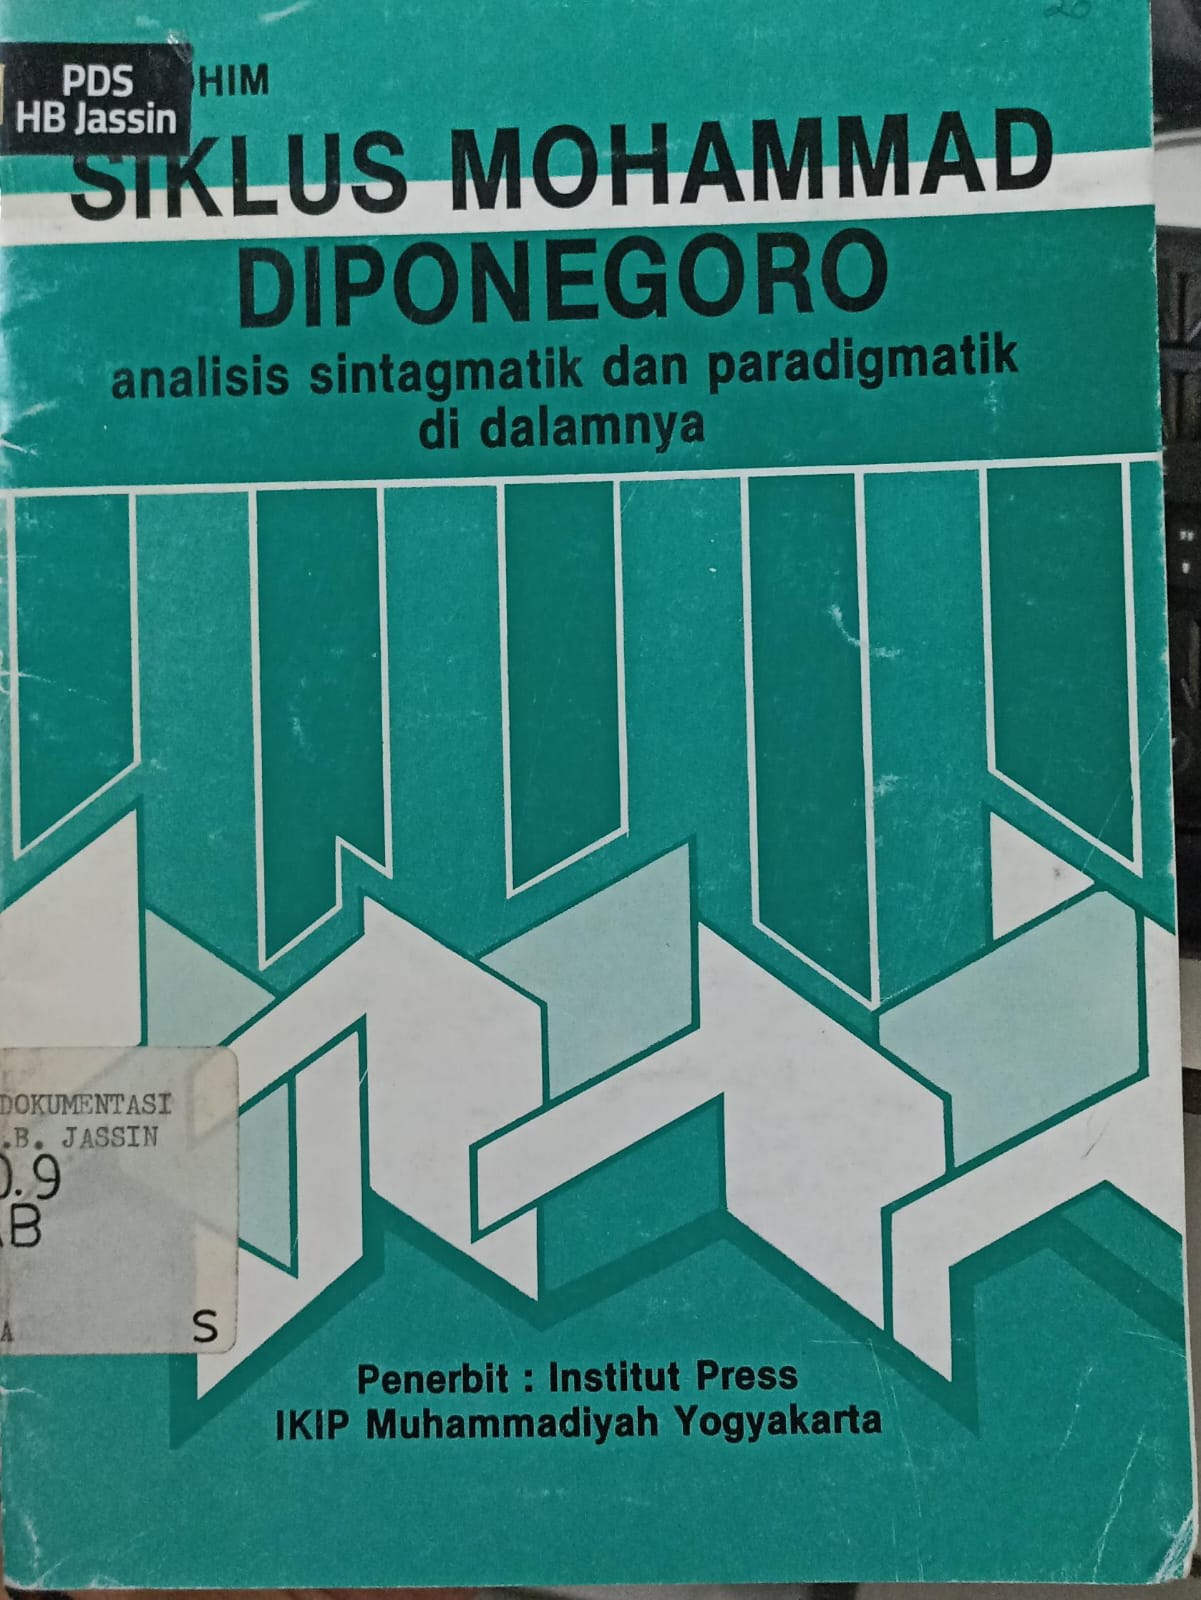 PDS
HB Jassin
HIM
SIKLUS MOHAMMAD
DIPONEGORO
analisis sintagmatik dan paradigmatik
di dalamnya
DOKUMENTASI
.B. JASSIN
0.9
AB
A
S
Penerbit : Institut Press
IKIP Muhammadiyah Yogyakarta